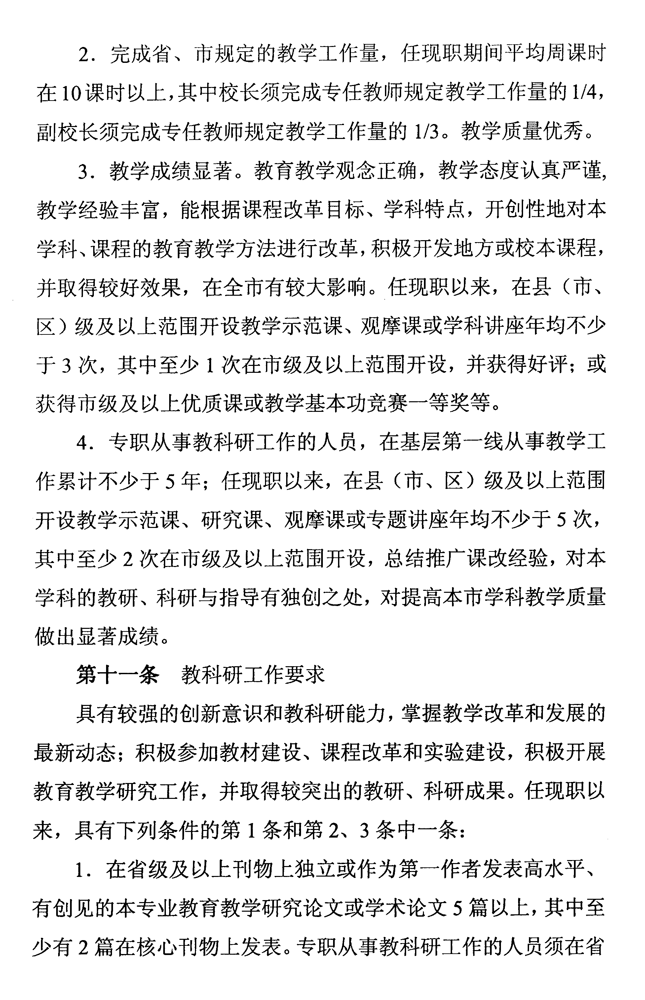 2．完成省、市规定的教学工作量，任现职期间平均周课时
在10课时以上，其中校长须完成专任教师规定教学工作量的1/4，
副校长须完成专任教师规定教学工作量的 1/3。教学质量优秀。
3．教学成绩显著。教育教学观念正确，教学态度认真严谨,
教学经验丰富，能根据课程改革目标、学科特点，开创性地对本
学科、课程的教育教学方法进行改革，积极开发地方或校本课程，
并取得较好效果，在全市有较大影响。任现职以来，在县（市、
区）级及以上范围开设教学示范课、观摩课或学科讲座年均不少
于 3 次，其中至少 1 次在市级及以上范围开设，并获得好评；或
获得市级及以上优质课或教学基本功竞赛一等奖等。
4．专职从事教科研工作的人员，在基层第一线从事教学工
作累计不少于 5 年；任现职以来，在县（市、区）级及以上范围
开设教学示范课、研究课、观摩课或专题讲座年均不少于 5 次，
其中至少 2 次在市级及以上范围开设，总结推广课改经验，对本
学科的教研、科研与指导有独创之处，对提高本市学科教学质量
做出显著成绩。
第十一条　教科研工作要求
具有较强的创新意识和教科研能力，掌握教学改革和发展的
最新动态；积极参加教材建设、课程改革和实验建设，积极开展
教育教学研究工作，并取得较突出的教研、科研成果。任现职以
来，具有下列条件的第 1 条和第 2、3 条中一条：
1．在省级及以上刊物上独立或作为第一作者发表高水平、
有创见的本专业教育教学研究论文或学术论文 5 篇以上，其中至
少有 2 篇在核心刊物上发表。专职从事教科研工作的人员须在省